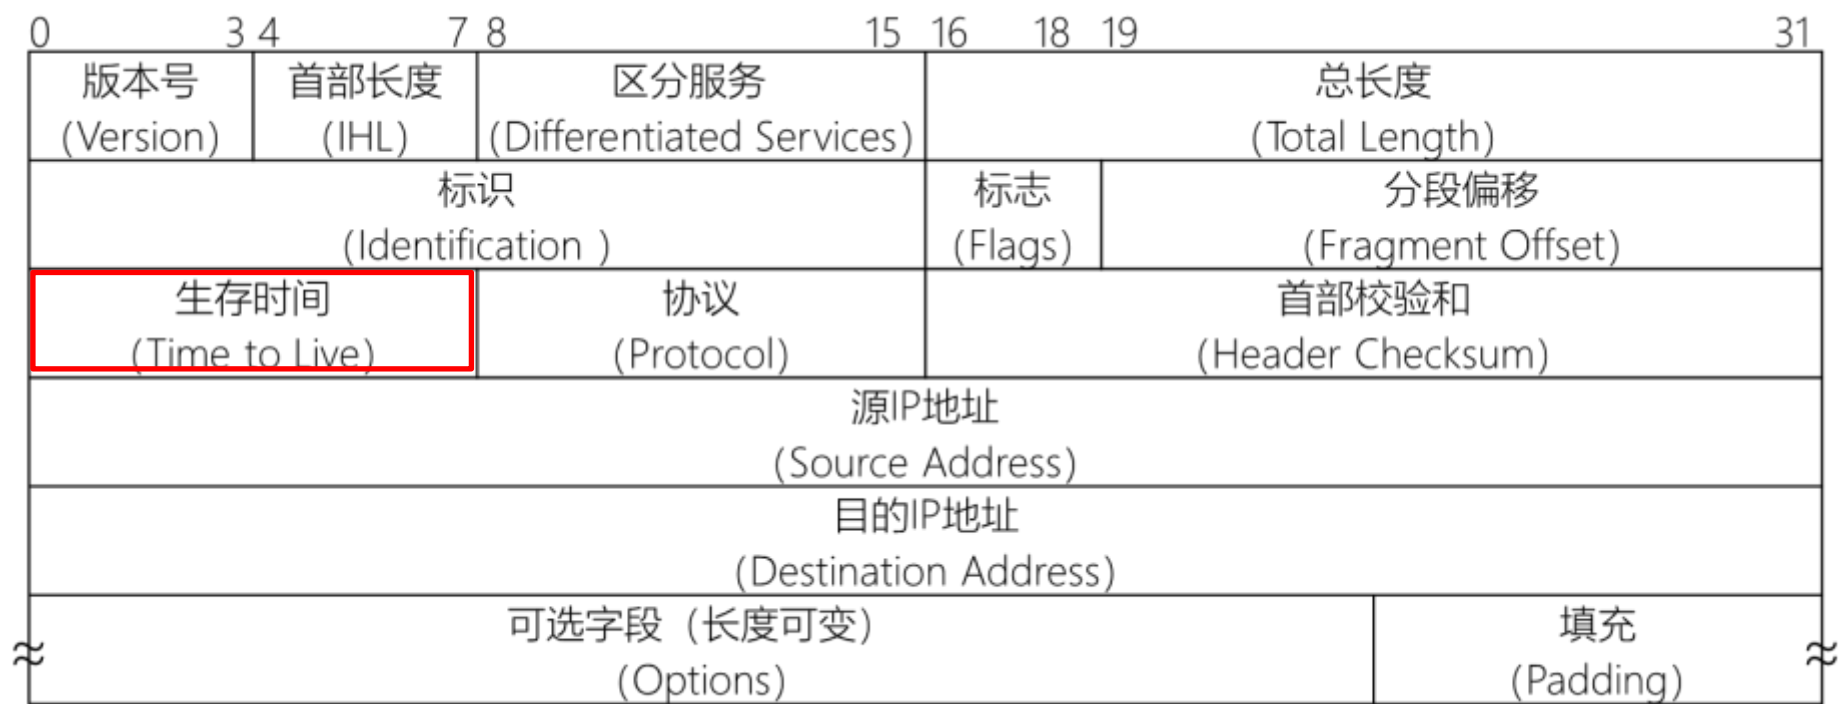 0 3 4 7 8 15 16 18 19 31
版本号 首部长度 区分服务 总长度
(Version) (IHL) (Differentiated Services) (Total Length)
标识 标志 分段偏移
(Identification ) (Flags) (Fragment Offset)
生存时间 协议 首部校验和
(Time to Live) (Protocol) (Header Checksum)
源IP地址
(Source Address)
目的IP地址
(Destination Address)
可选字段（长度可变） 填充
(Options) (Padding)